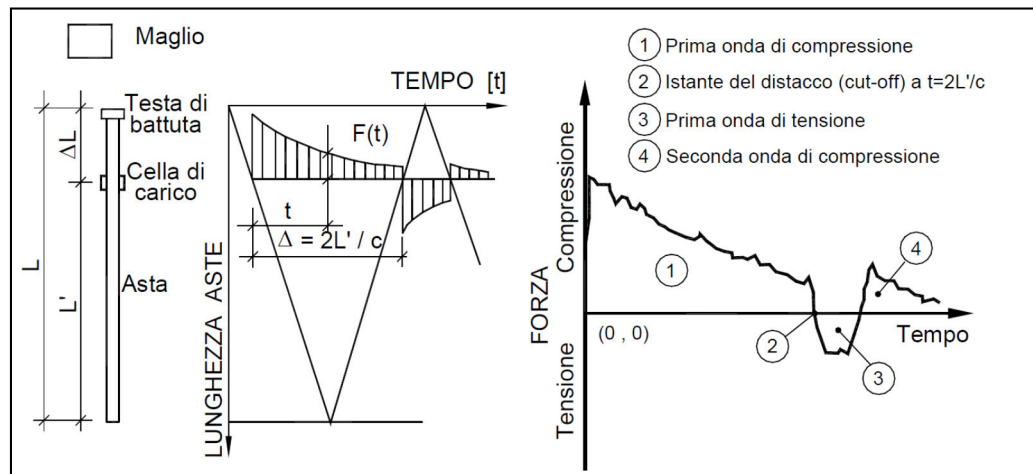 Maglio
Testa di
battuta
Cella di
carico
Asta
L
ΔL
L'
TEMPO [t]
F(t)
t
Δ = 2L' / c
LUNGHEZZA ASTE
1 Prima onda di compressione
2 Istante del distacco (cut-off) a t=2L'/c
3 Prima onda di tensione
4 Seconda onda di compressione
FORZA
Compressione
Tensione
(0 , 0)
Tempo
1
2
3
4